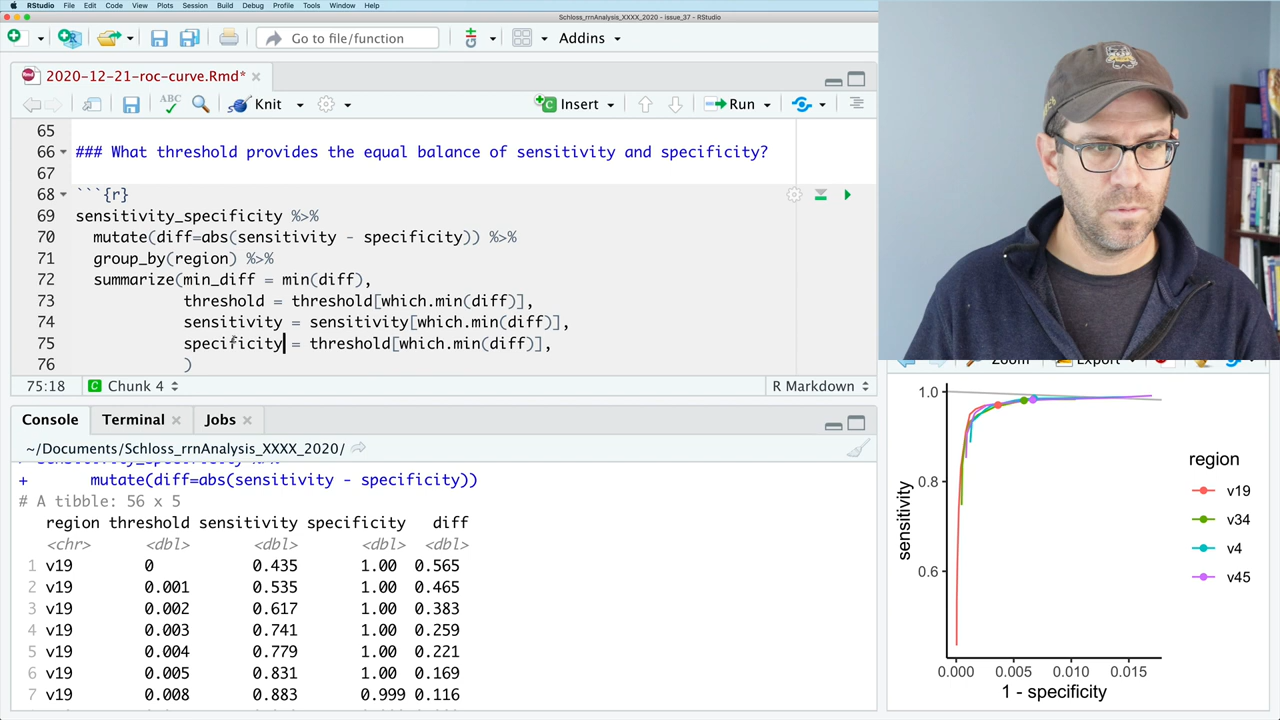 RStudio File Edit Code View Plots Session Build Debug Profile Tools Window Help
Schloss_rrnAnalysis_XXXX_2020 - issue_37 - RStudio
Go to file/function Addins
2020-12-21-roc-curve.Rmd*
ABC Knit Insert Run
65
66 ### What threshold provides the equal balance of sensitivity and specificity?
67
68 ```{r}
69 sensitivity_specificity %>%
70 mutate(diff=abs(sensitivity - specificity)) %>%
71 group_by(region) %>%
72 summarize(min_diff = min(diff),
73 threshold = threshold[which.min(diff)],
74 sensitivity = sensitivity[which.min(diff)],
75 specificity = threshold[which.min(diff)],
76 )
75:18 Chunk 4 R Markdown
Console Terminal Jobs
~/Documents/Schloss_rrnAnalysis_XXXX_2020/
+ mutate(diff=abs(sensitivity - specificity))
# A tibble: 56 x 5
region threshold sensitivity specificity diff
<chr> <dbl> <dbl> <dbl> <dbl>
1 v19 0 0.435 1.00 0.565
2 v19 0.001 0.535 1.00 0.465
3 v19 0.002 0.617 1.00 0.383
4 v19 0.003 0.741 1.00 0.259
5 v19 0.004 0.779 1.00 0.221
6 v19 0.005 0.831 1.00 0.169
7 v19 0.008 0.883 0.999 0.116
Zoom Export
1.0
0.8
0.6
sensitivity
0.000 0.005 0.010 0.015
1 - specificity
region
v19
v34
v4
v45